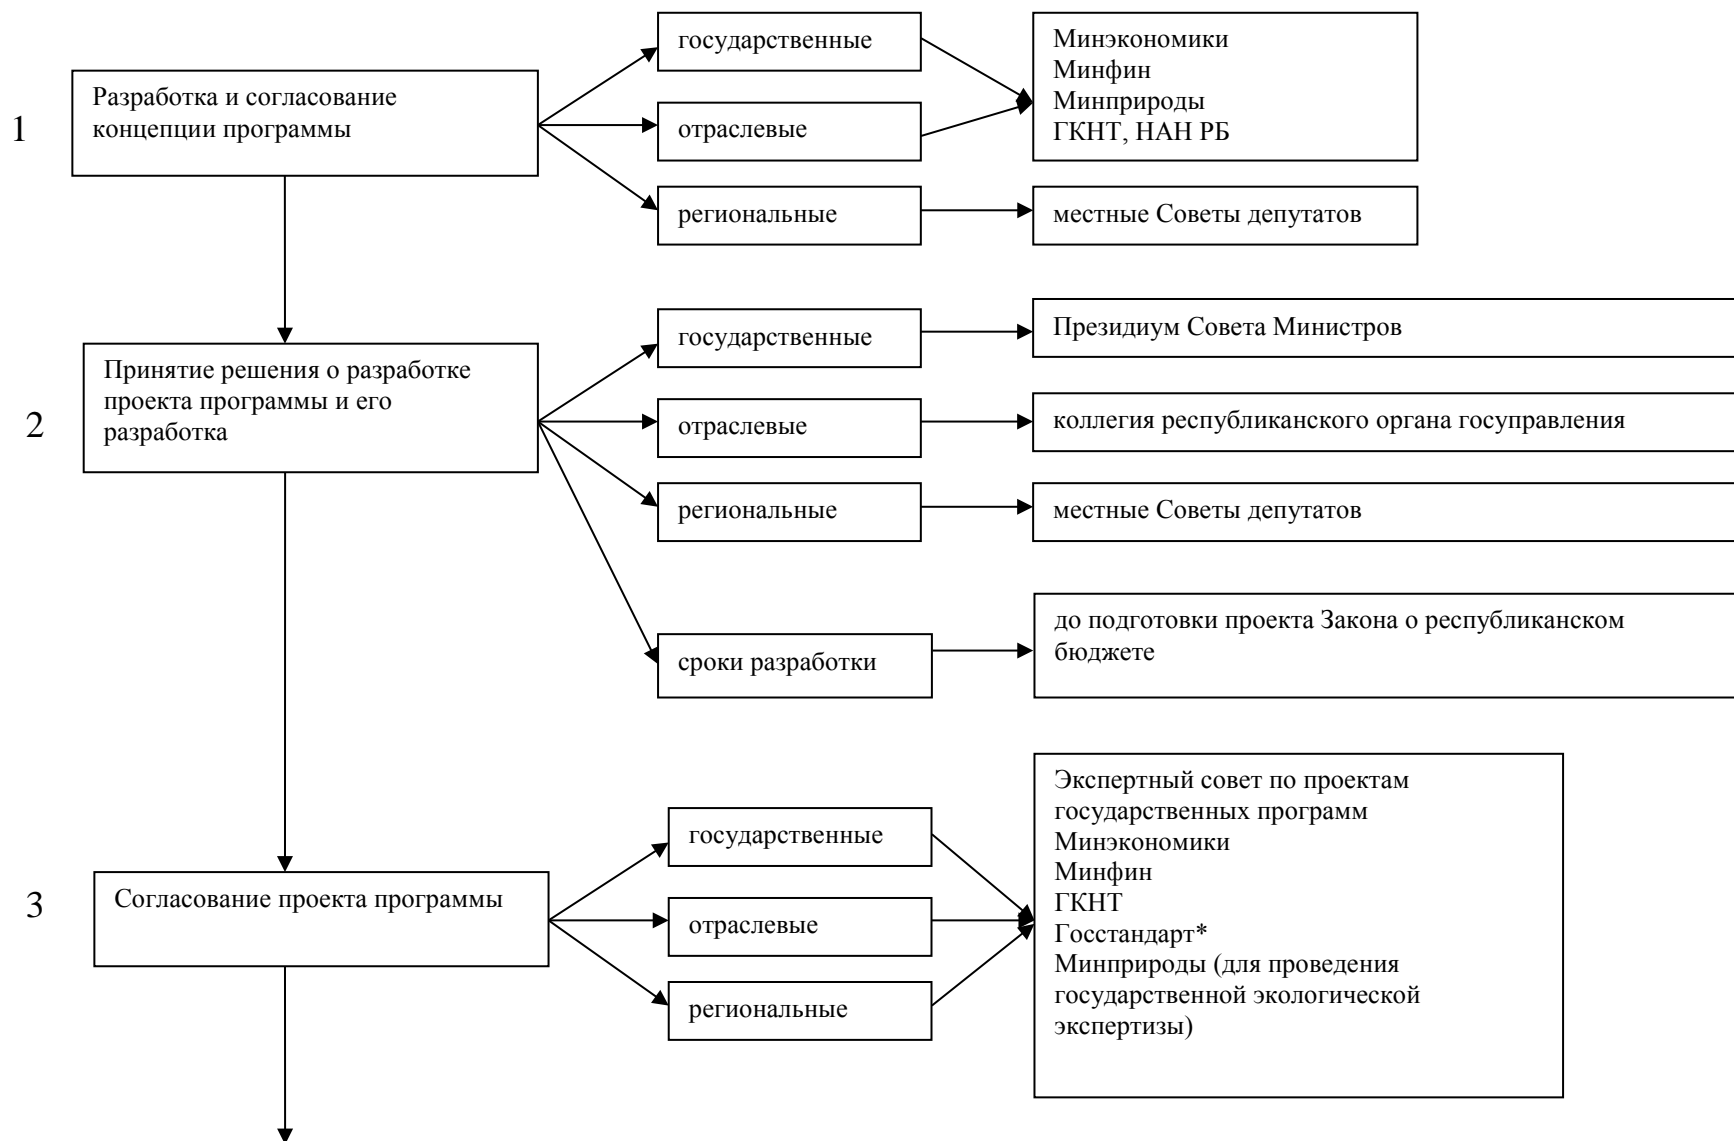 1
Разработка и согласование
концепции программы
государственные
отраслевые
региональные
Минэкономики
Минфин
Минприроды
ГКНТ, НАН РБ
местные Советы депутатов
2
Принятие решения о разработке
проекта программы и его
разработка
государственные
Президиум Совета Министров
отраслевые
коллегия республиканского органа госуправления
региональные
местные Советы депутатов
сроки разработки
до подготовки проекта Закона о республиканском
бюджете
3
Согласование проекта программы
государственные
отраслевые
региональные
Экспертный совет по проектам
государственных программ
Минэкономики
Минфин
ГКНТ
Госстандарт*
Минприроды (для проведения
государственной экологической
экспертизы)